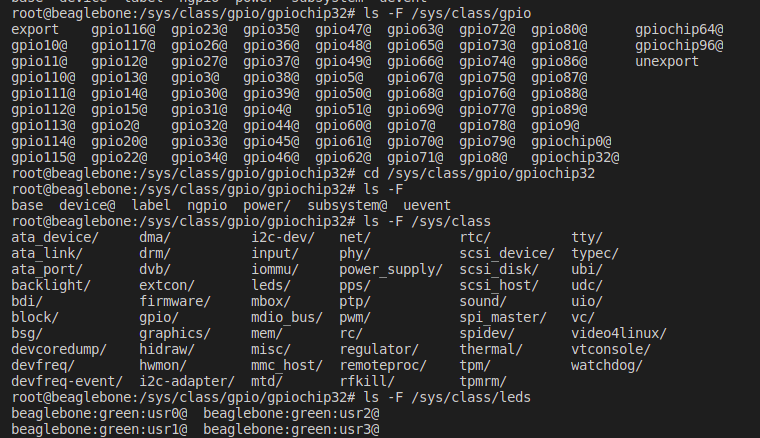 base  device@  label  ngpio  power/  subsystem@  uevent
root@beaglebone:/sys/class/gpio/gpiochip32# ls -F /sys/class/gpio
export    gpio116@  gpio23@  gpio35@  gpio47@  gpio63@  gpio72@  gpio80@      gpiochip64@
gpio10@   gpio117@  gpio26@  gpio36@  gpio48@  gpio65@  gpio73@  gpio81@      gpiochip96@
gpio11@   gpio12@   gpio27@  gpio37@  gpio49@  gpio66@  gpio74@  gpio86@      unexport
gpio110@  gpio13@   gpio3@   gpio38@  gpio5@   gpio67@  gpio75@  gpio87@
gpio111@  gpio14@   gpio30@  gpio39@  gpio50@  gpio68@  gpio76@  gpio88@
gpio112@  gpio15@   gpio31@  gpio4@   gpio51@  gpio69@  gpio77@  gpio89@
gpio113@  gpio2@    gpio32@  gpio44@  gpio60@  gpio7@   gpio78@  gpio9@
gpio114@  gpio20@   gpio33@  gpio45@  gpio61@  gpio70@  gpio79@  gpiochip0@
gpio115@  gpio22@   gpio34@  gpio46@  gpio62@  gpio71@  gpio8@   gpiochip32@
root@beaglebone:/sys/class/gpio/gpiochip32# cd /sys/class/gpio/gpiochip32
root@beaglebone:/sys/class/gpio/gpiochip32# ls -F
base  device@  label  ngpio  power/  subsystem@  uevent
root@beaglebone:/sys/class/gpio/gpiochip32# ls -F /sys/class
ata_device/     dma/          i2c-dev/   net/           rtc/          tty/
ata_link/       drm/          input/     phy/           scsi_device/  typec/
ata_port/       dvb/          iommu/     power_supply/  scsi_disk/    ubi/
backlight/      extcon/       leds/      pps/           scsi_host/    udc/
bdi/            firmware/     mbox/      ptp/           sound/        uio/
block/          gpio/         mdio_bus/  pwm/           spi_master/   vc/
bsg/            graphics/     mem/       rc/            spidev/       video4linux/
devcoredump/    hidraw/       misc/      regulator/     thermal/      vtconsole/
devfreq/        hwmon/        mmc_host/  remoteproc/    tpm/          watchdog/
devfreq-event/  i2c-adapter/  mtd/       rfkill/        tpmrm/
root@beaglebone:/sys/class/gpio/gpiochip32# ls -F /sys/class/leds
beaglebone:green:usr0@  beaglebone:green:usr2@
beaglebone:green:usr1@  beaglebone:green:usr3@